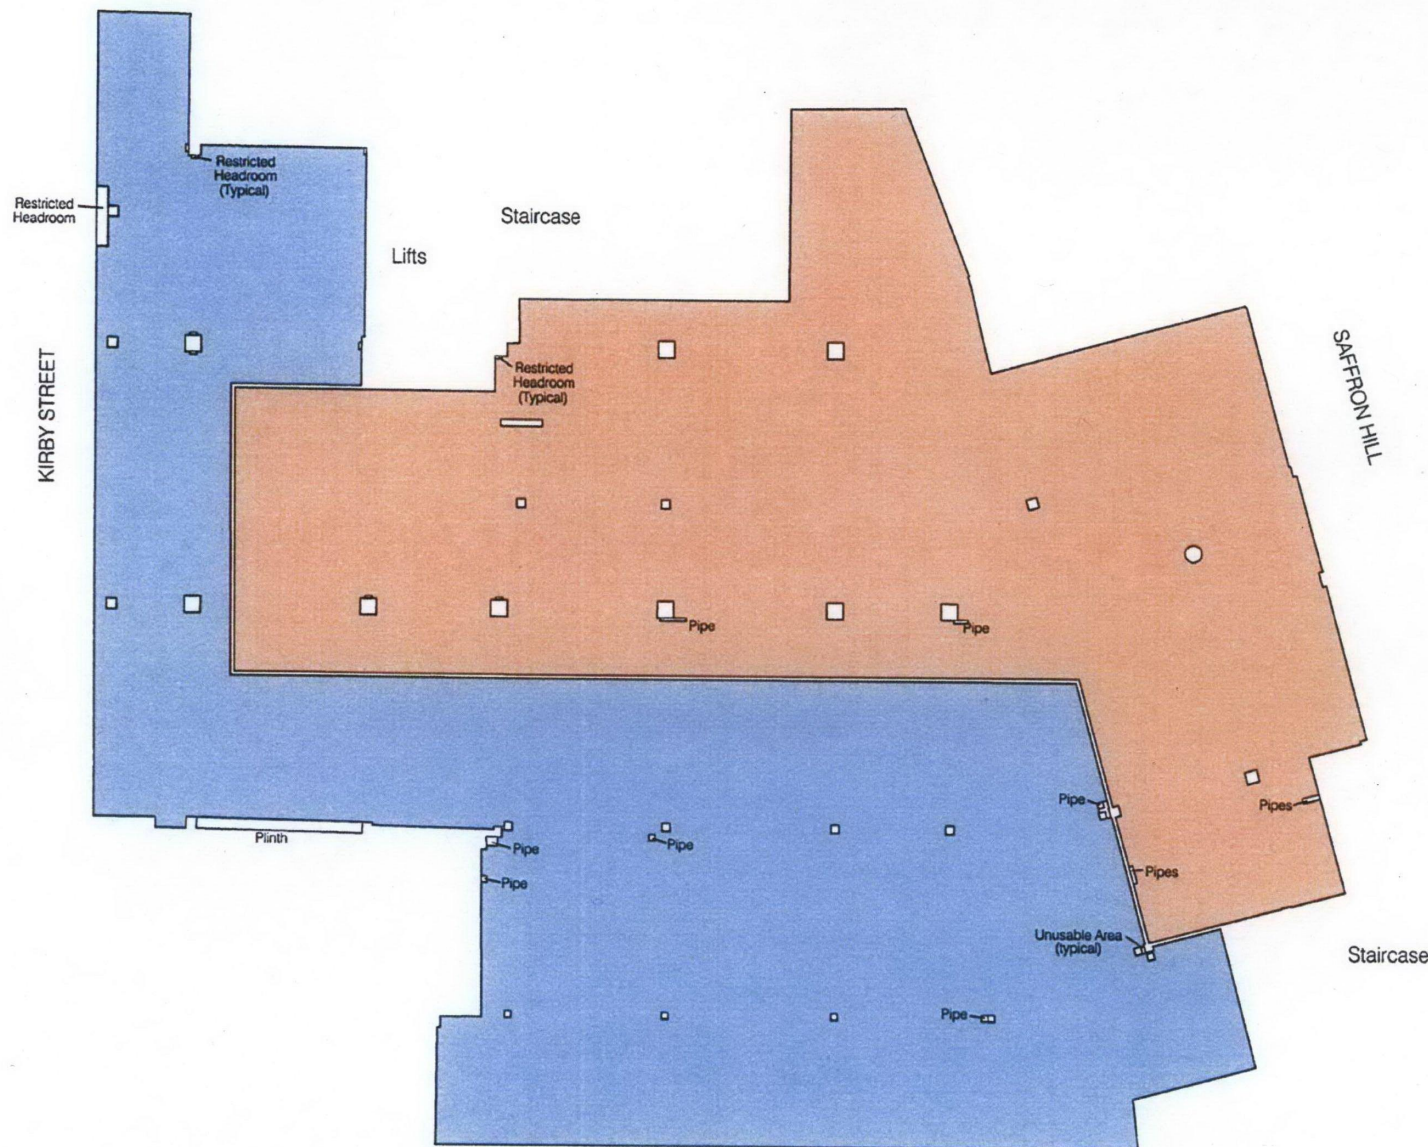 Restricted
Headroom
(Typical)
Restricted
Headroom
Staircase
Lifts
KIRBY STREET
SAFFRON HILL
Restricted
Headroom
(Typical)
Pipe
Pipe
Pipe
Pipes
Plinth
Pipe
Pipe
Pipe
Pipes
Unusable Area
(typical)
Staircase
Pipe